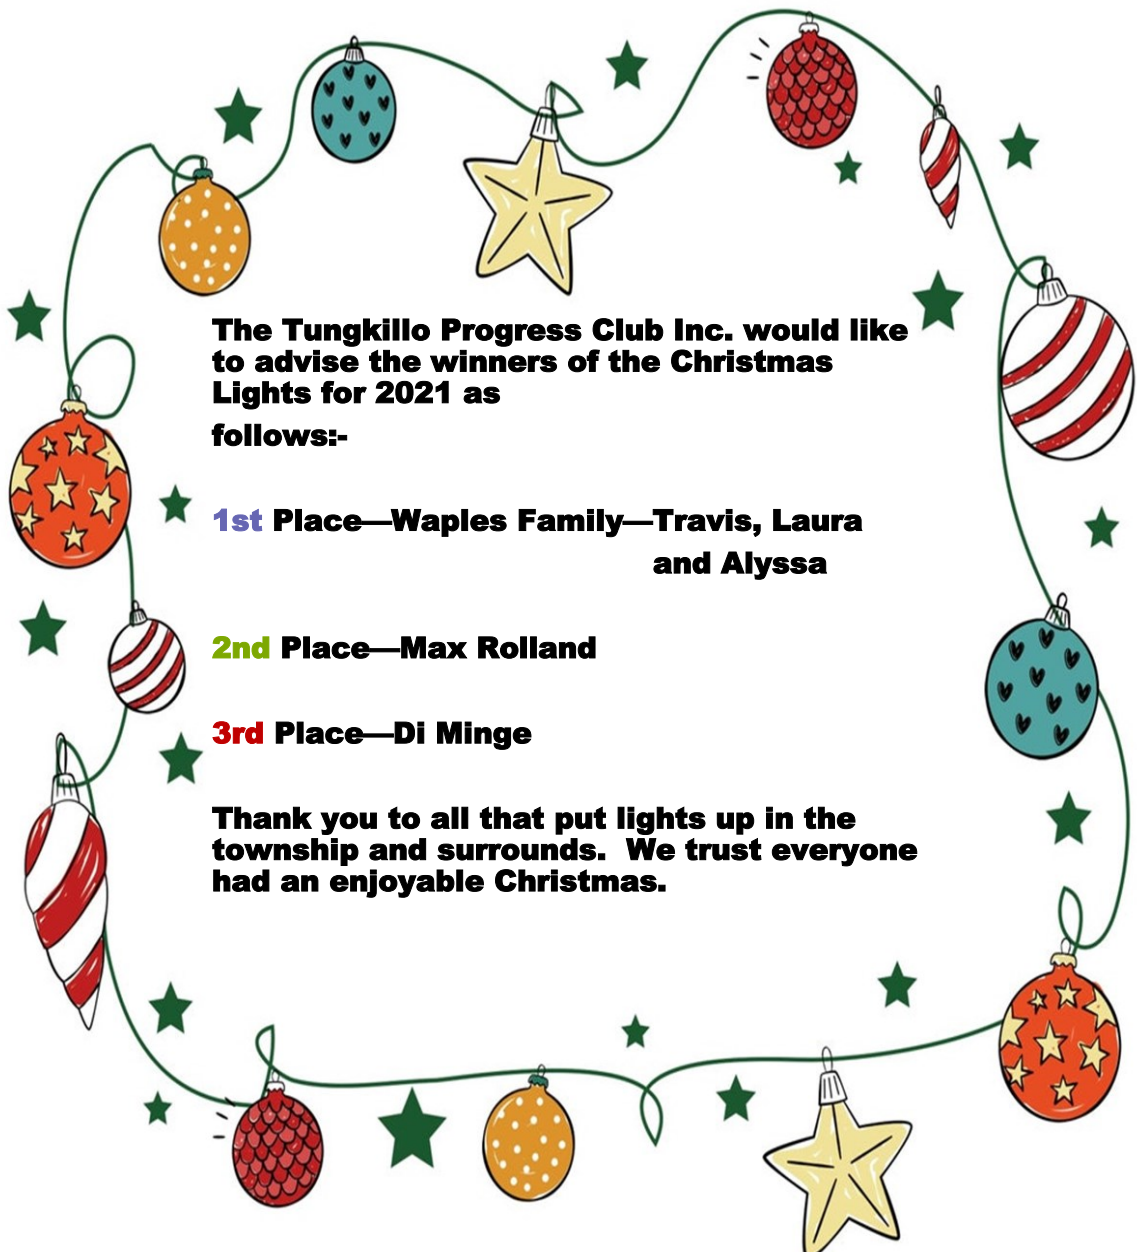 The Tungkillo Progress Club Inc. would like
to advise the winners of the Christmas
Lights for 2021 as
follows:-
1st Place—Waples Family—Travis, Laura
and Alyssa
2nd Place—Max Rolland
3rd Place—Di Minge
Thank you to all that put lights up in the
township and surrounds.  We trust everyone
had an enjoyable Christmas.